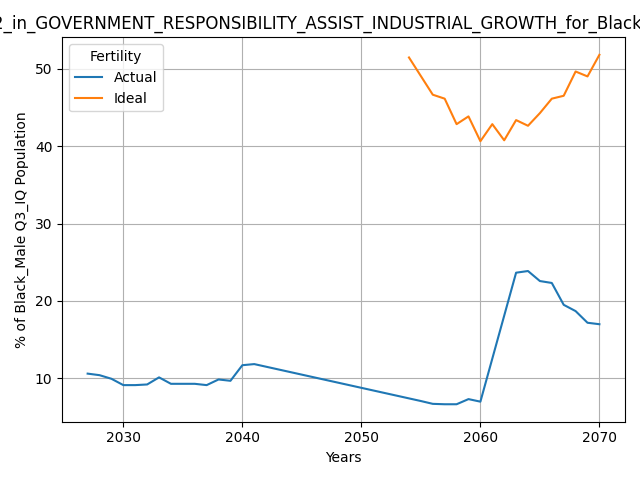 2_in_GOVERNMENT_RESPONSIBILITY_ASSIST_INDUSTRIAL_GROWTH_for_Black
Fertility
Actual
Ideal
% of Black_Male Q3_IQ Population
50
40
30
20
10
2030 2040 2050 2060 2070
Years